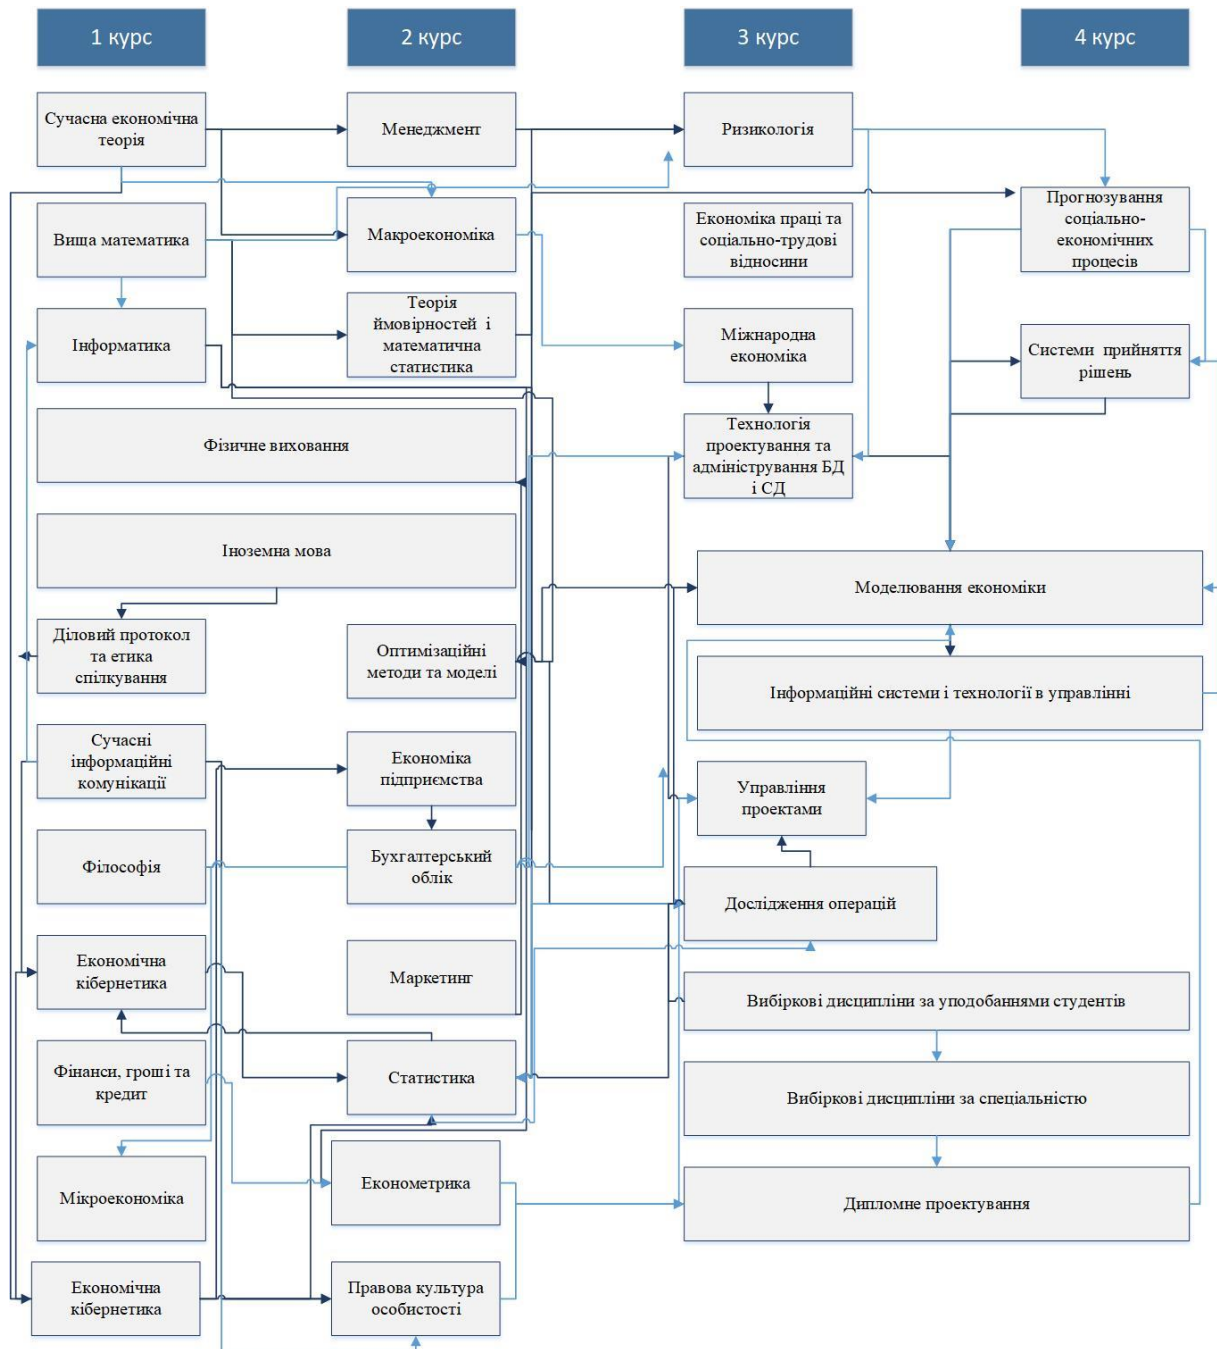 1 курс
2 курс
3 курс
4 курс
Сучасна економічна
теорія
Менеджмент
Ризикологія
Прогнозування
соціально-
економічних
процесів
Вища математика
Макроекономіка
Економіка праці та
соціально-трудові
відносини
Інформатика
Теорія
ймовірностей і
математична
статистика
Міжнародна
економіка
Системи прийняття
рішень
Фізичне виховання
Технологія
проектування та
адміністрування БД
і СД
Іноземна мова
Моделювання економіки
Діловий протокол
та етика
спілкування
Оптимізаційні
методи та моделі
Інформаційні системи і технології в управлінні
Сучасні
інформаційні
комунікації
Економіка
підприємства
Управління
проектами
Філософія
Бухгалтерський
облік
Дослідження операцій
Економічна
кібернетика
Маркетинг
Вибіркові дисципліни за уподобаннями студентів
Фінанси, гроші та
кредит
Статистика
Вибіркові дисципліни за спеціальністю
Мікроекономіка
Економетрика
Дипломне проектування
Економічна
кібернетика
Правова культура
особистості